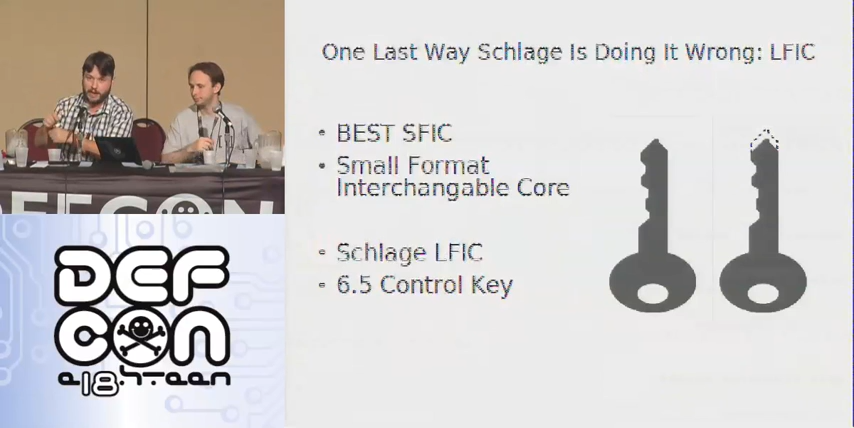 One Last Way Schlage Is Doing It Wrong: LFIC
• BEST SFIC
• Small Format
Interchangable Core
◦ Schlage LFIC
◦ 6.5 Control Key
DEFCON
DEF
CON
e18hteen